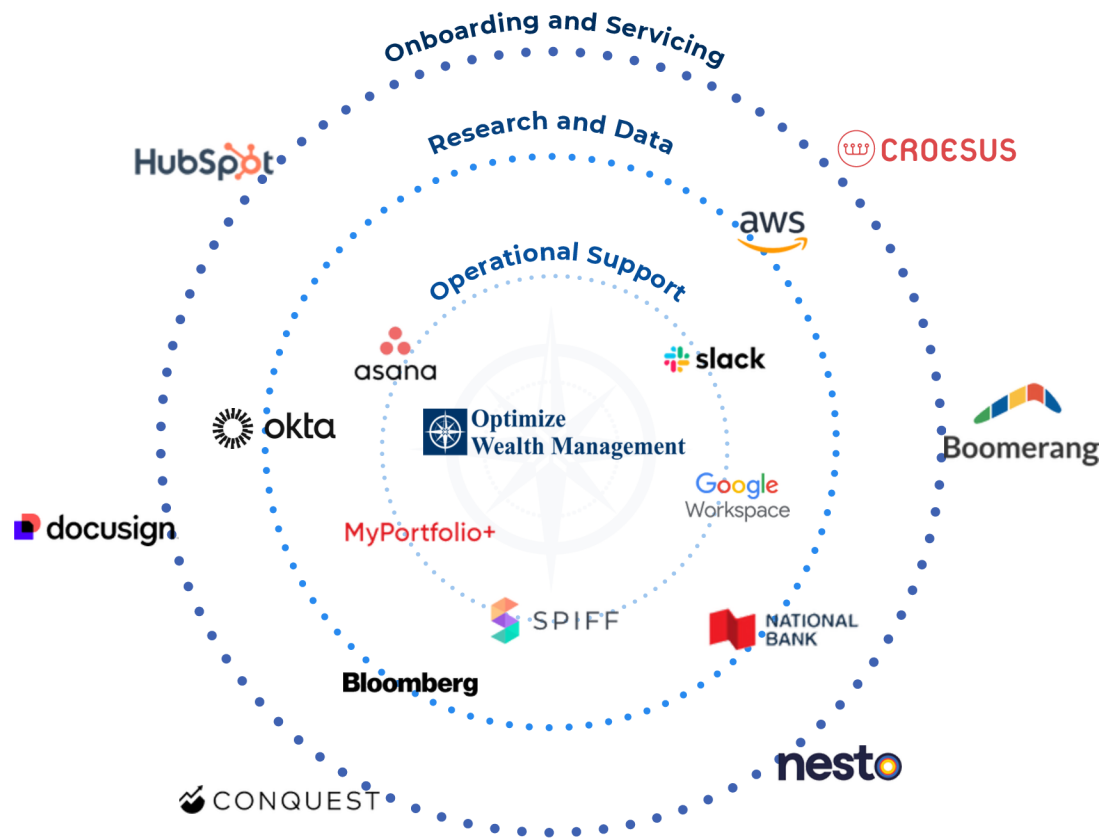 Onboarding and Servicing
HubSpot
CROESUS
Research and Data
aws
Operational Support
asana
slack
okta
Optimize
Wealth Management
Boomerang
Google
Workspace
docusign
MyPortfolio+
SPIFF
NATIONAL
BANK
Bloomberg
nesto
CONQUEST